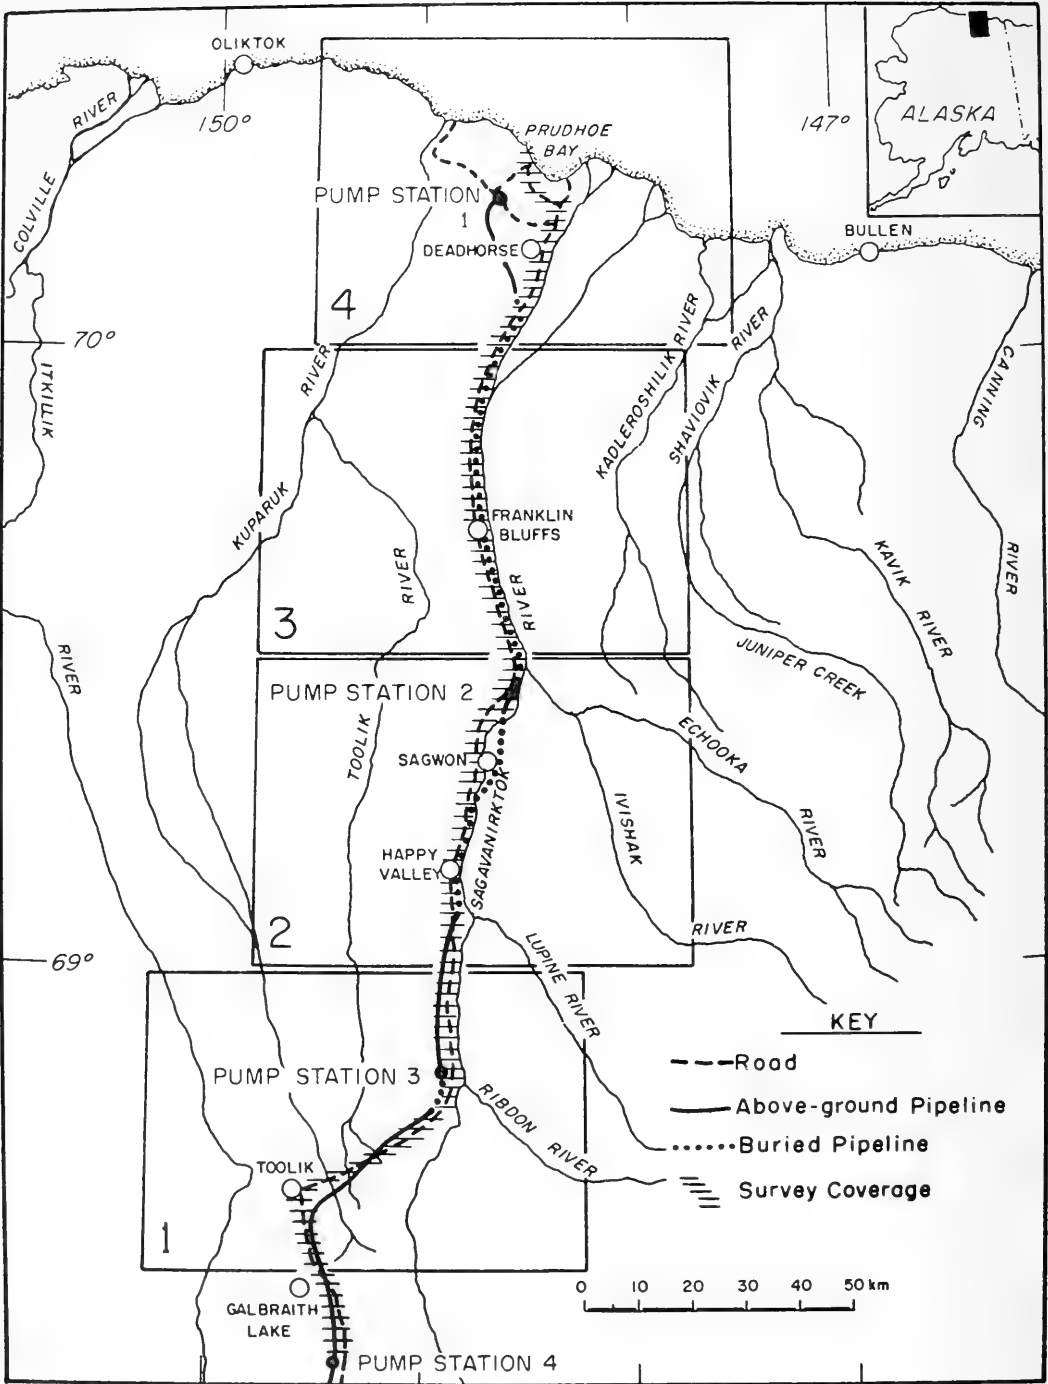 OLIKTOK
RIVER
150°
147°
ALASKA
PRUDHOE
BAY
COLVILLE
PUMP STATION
1
DEADHORSE
BULLEN
4
70°
ITKILLIK
RIVER
KADLEROSHILIK RIVER
SHAVIOVIK RIVER
CANNING
RIVER
KUPARUK
FRANKLIN
BLUFFS
RIVER
RIVER
KAVIK
RIVER
3
RIVER
JUNIPER CREEK
PUMP STATION 2
TOOLIK
SAGWON
SAGAVANIRKTOK
ECHOOKA
RIVER
IVISHAK
RIVER
HAPPY
VALLEY
2
LUPINE RIVER
69°
KEY
Road
Above-ground Pipeline
Buried Pipeline
Survey Coverage
PUMP STATION 3
RIBDON RIVER
TOOLIK
1
0 10 20 30 40 50 km
GALBRAITH
LAKE
PUMP STATION 4